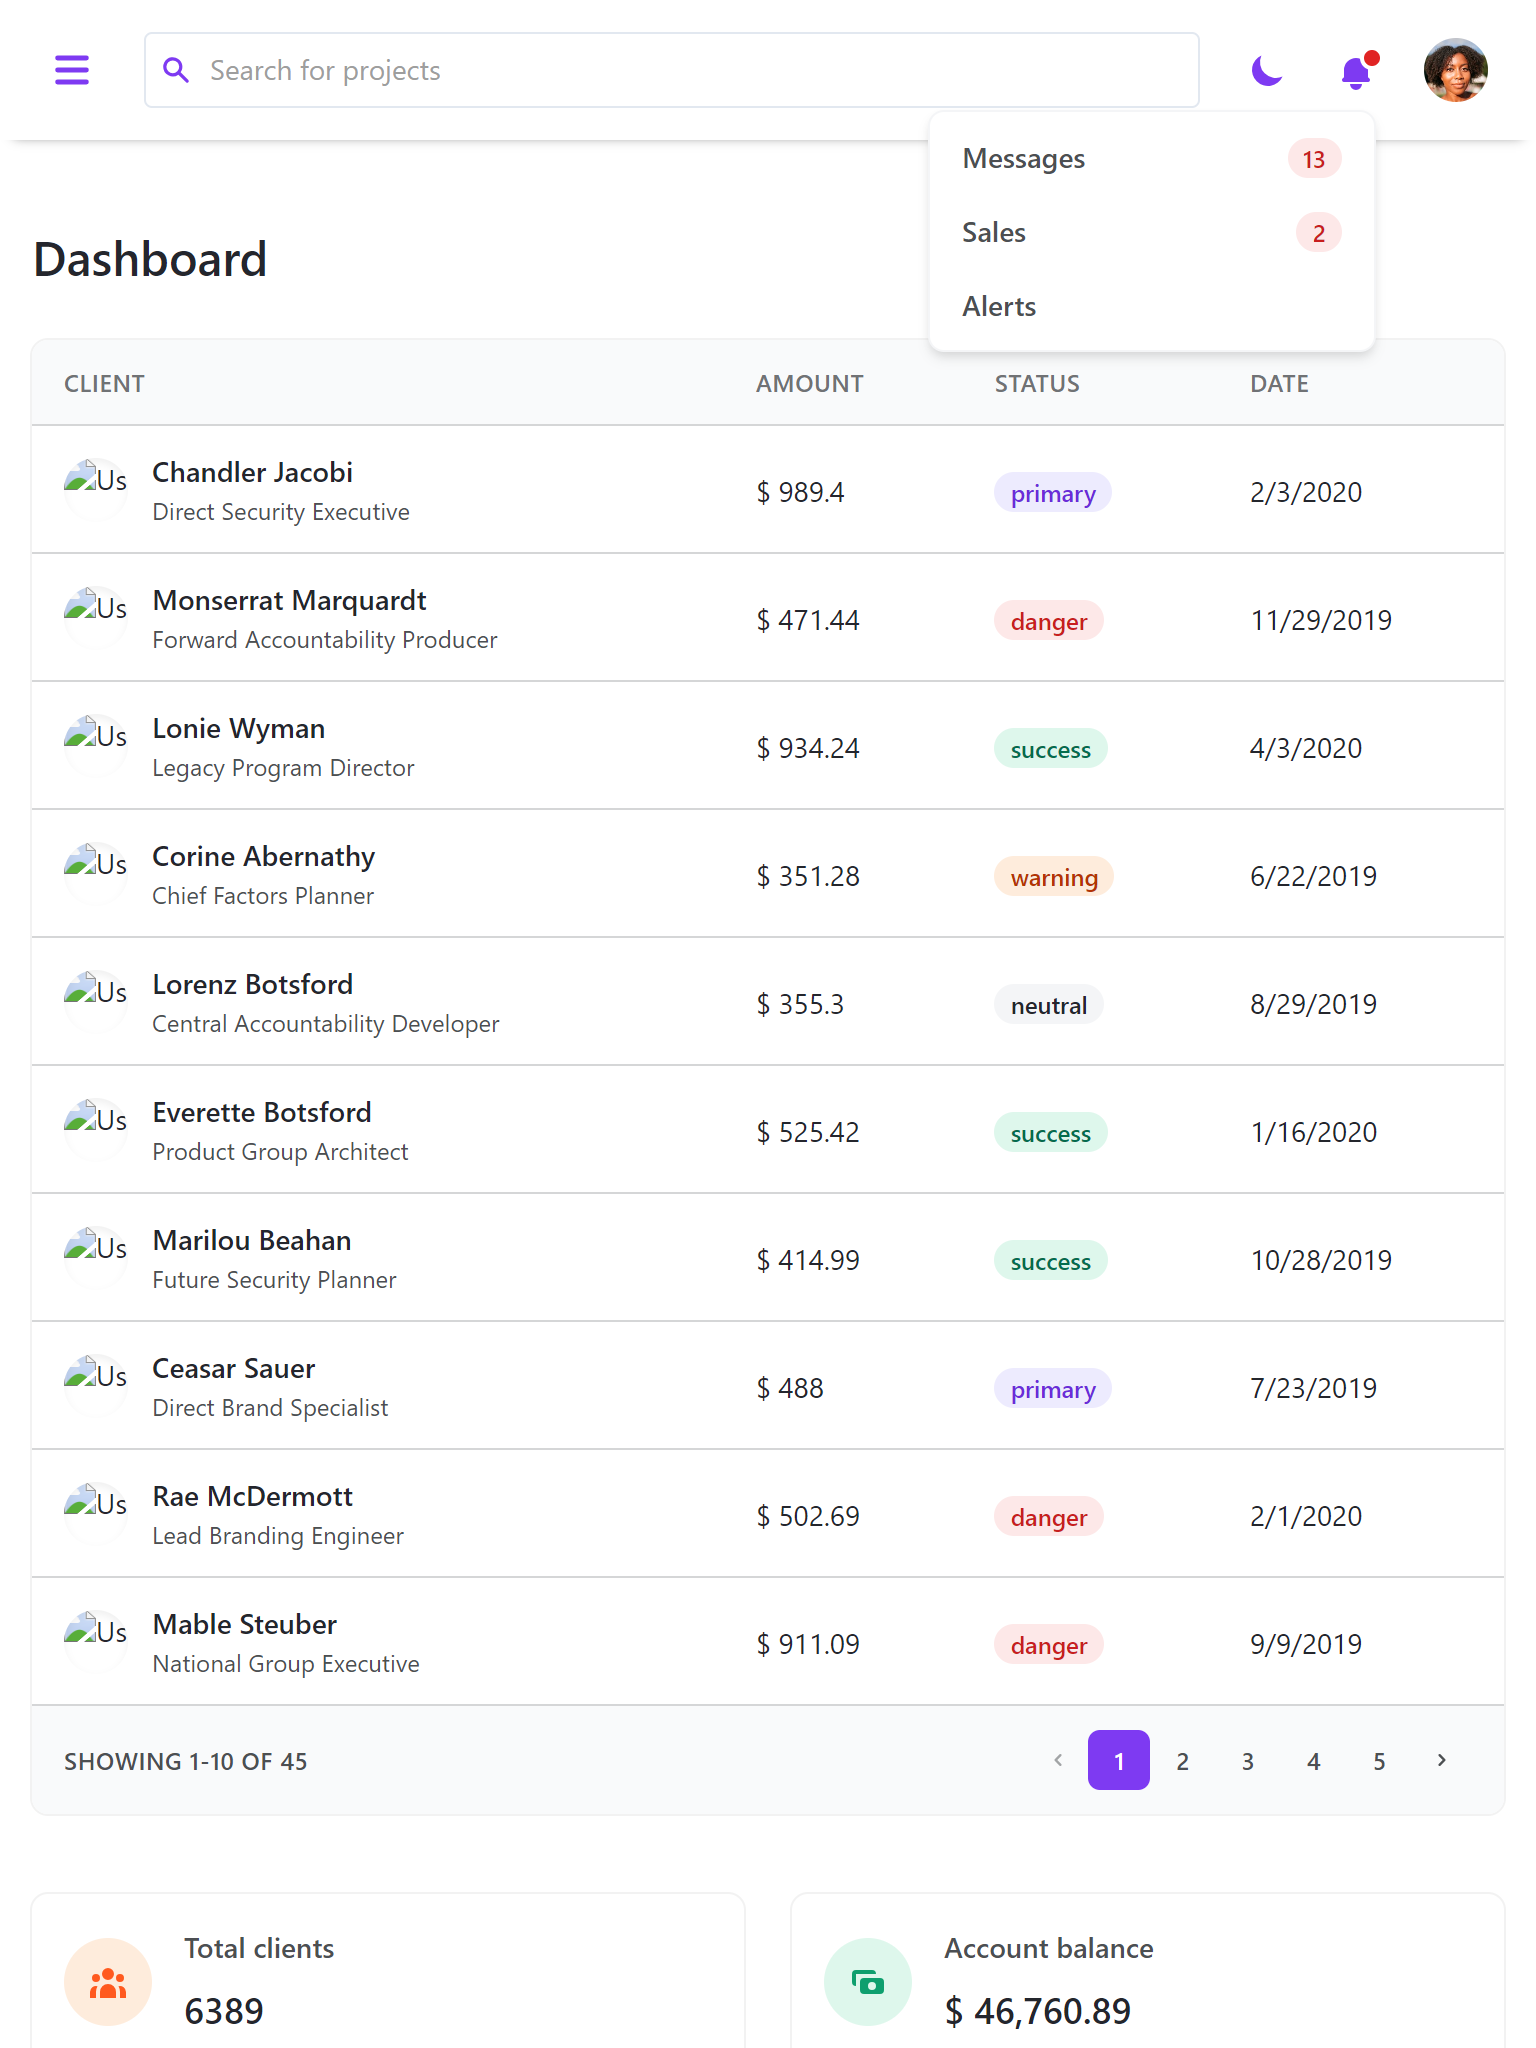 Search for projects
Messages 13
Sales 2
Alerts
Dashboard
CLIENT AMOUNT STATUS DATE
Us Chandler Jacobi
Direct Security Executive
$ 989.4 primary 2/3/2020
Us Monserrat Marquardt
Forward Accountability Producer
$ 471.44 danger 11/29/2019
Us Lonie Wyman
Legacy Program Director
$ 934.24 success 4/3/2020
Us Corine Abernathy
Chief Factors Planner
$ 351.28 warning 6/22/2019
Us Lorenz Botsford
Central Accountability Developer
$ 355.3 neutral 8/29/2019
Us Everette Botsford
Product Group Architect
$ 525.42 success 1/16/2020
Us Marilou Beahan
Future Security Planner
$ 414.99 success 10/28/2019
Us Ceasar Sauer
Direct Brand Specialist
$ 488 primary 7/23/2019
Us Rae McDermott
Lead Branding Engineer
$ 502.69 danger 2/1/2020
Us Mable Steuber
National Group Executive
$ 911.09 danger 9/9/2019
SHOWING 1-10 OF 45 1 2 3 4 5
Total clients
6389
Account balance
$ 46,760.89